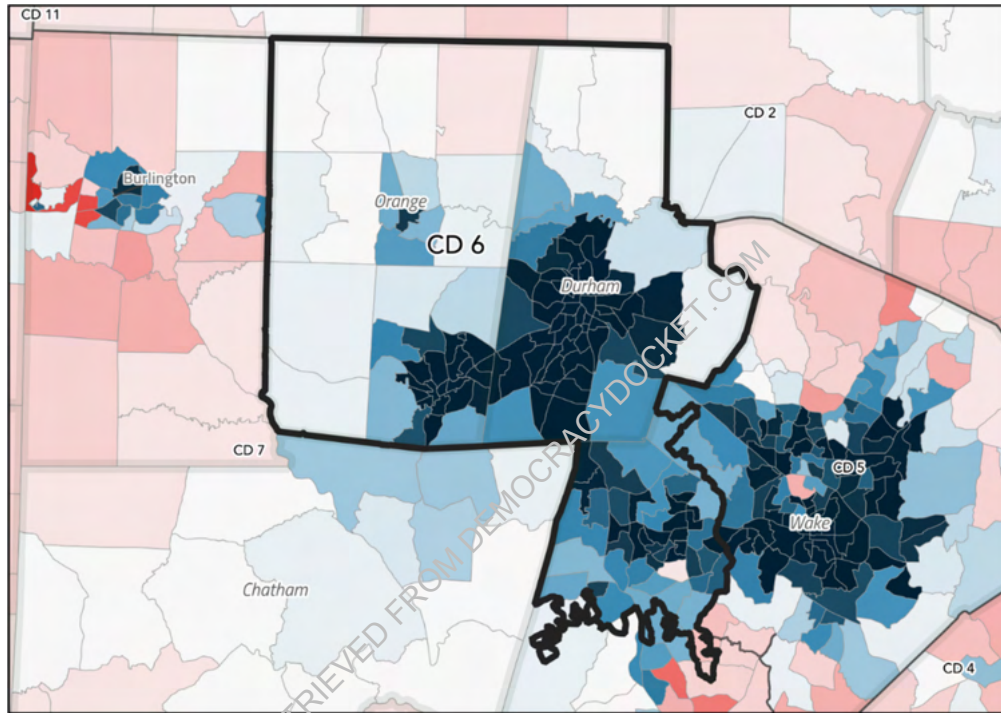 CD 11
CD 2
Burlington
Orange
CD 6
Durham
CD 7
CD 5
Wake
Chatham
CD 4
TRIEVED FROM DEMOCRACYDOCKET.COM